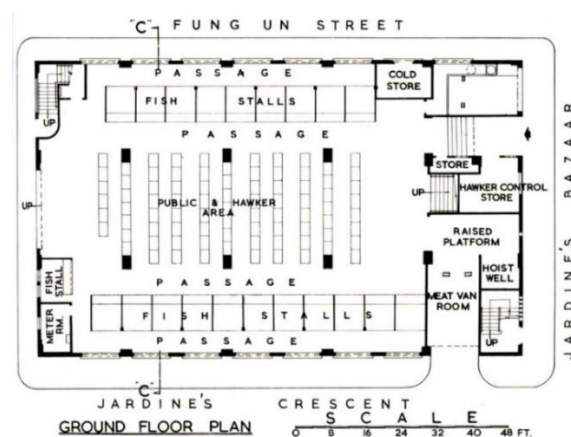 "C"
FUNG UN STREET
PASSAGE
COLD STORE
FISH STALLS
UP
PASSAGE
STORE
UP
HAWKER CONTROL STORE
PUBLIC & HAWKER AREA
UP
RAISED PLATFORM
PASSAGE
FISH STALL
HOIST WELL
MEAT VAN ROOM
FISH STALLS
METER RM.
UP
PASSAGE
JARDINE'S BAZAAR
"C"
JARDINE'S CRESCENT
GROUND FLOOR PLAN
SCALE
0 8 16 24 32 40 48 FT.